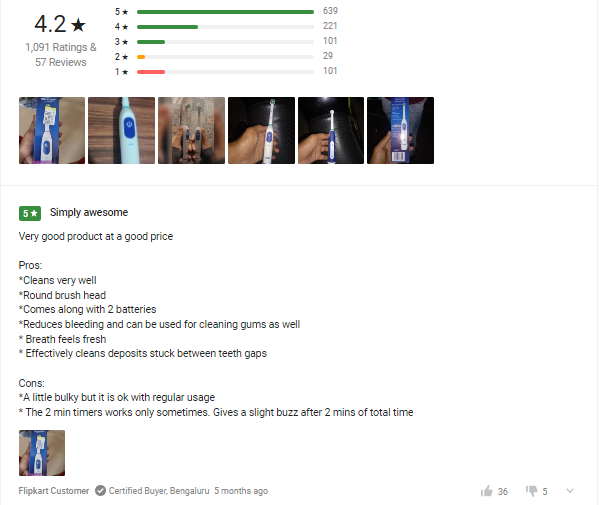 4.2 ★
1,091 Ratings &
57 Reviews
5 ★ 639
4 ★ 221
3 ★ 101
2 ★ 29
1 ★ 101
5 ★ Simply awesome
Very good product at a good price
Pros:
*Cleans very well
*Round brush head
*Comes along with 2 batteries
*Reduces bleeding and can be used for cleaning gums as well
* Breath feels fresh
* Effectively cleans deposits stuck between teeth gaps
Cons:
*A little bulky but it is ok with regular usage
* The 2 min timers works only sometimes. Gives a slight buzz after 2 mins of total time
Flipkart Customer Certified Buyer, Bengaluru 5 months ago 36 5